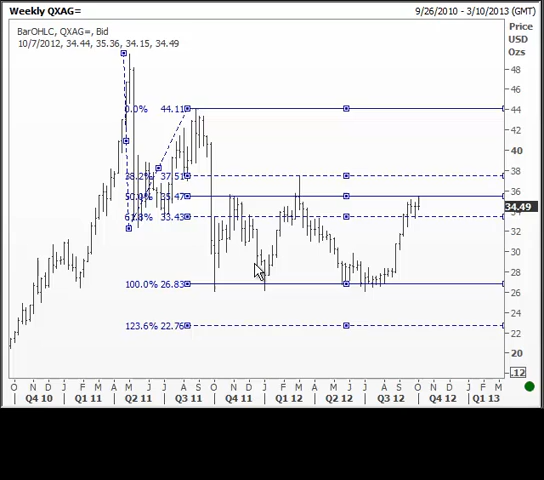 Weekly QXAG=
9/26/2010 - 3/10/2013 (GMT)
BarOHLC, QXAG=, Bid
10/7/2012, 34.44, 35.36, 34.15, 34.49
Price
USD
Ozs
48
46
44
42
40
38
36
34.49
32
30
28
26
24
22
20
.12
0.0% 44.11
38.2% 37.51
50.0% 35.47
61.8% 33.43
100.0% 26.83
123.6% 22.76
O N D J F M A M J J A S O N D J F M A M J J A S O N D J F M
Q4 10 Q1 11 Q2 11 Q3 11 Q4 11 Q1 12 Q2 12 Q3 12 Q4 12 Q1 13